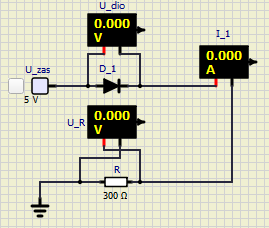 U_dio
0.000
V
I_1
0.000
A
U_zas
D_1
5 V
U_R
0.000
V
R
300 Ω